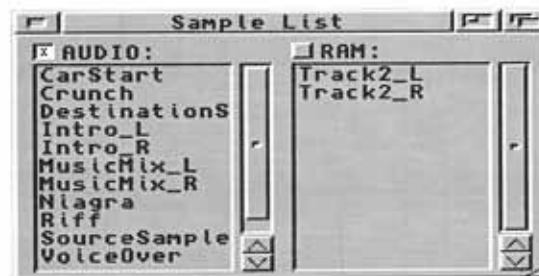 Sample List
AUDIO:
CarStart
Crunch
DestinationS
Intro_L
Intro_R
MusicMix_L
MusicMix_R
Niagra
Riff
SourceSample
VoiceOver
RAM:
Track2_L
Track2_R